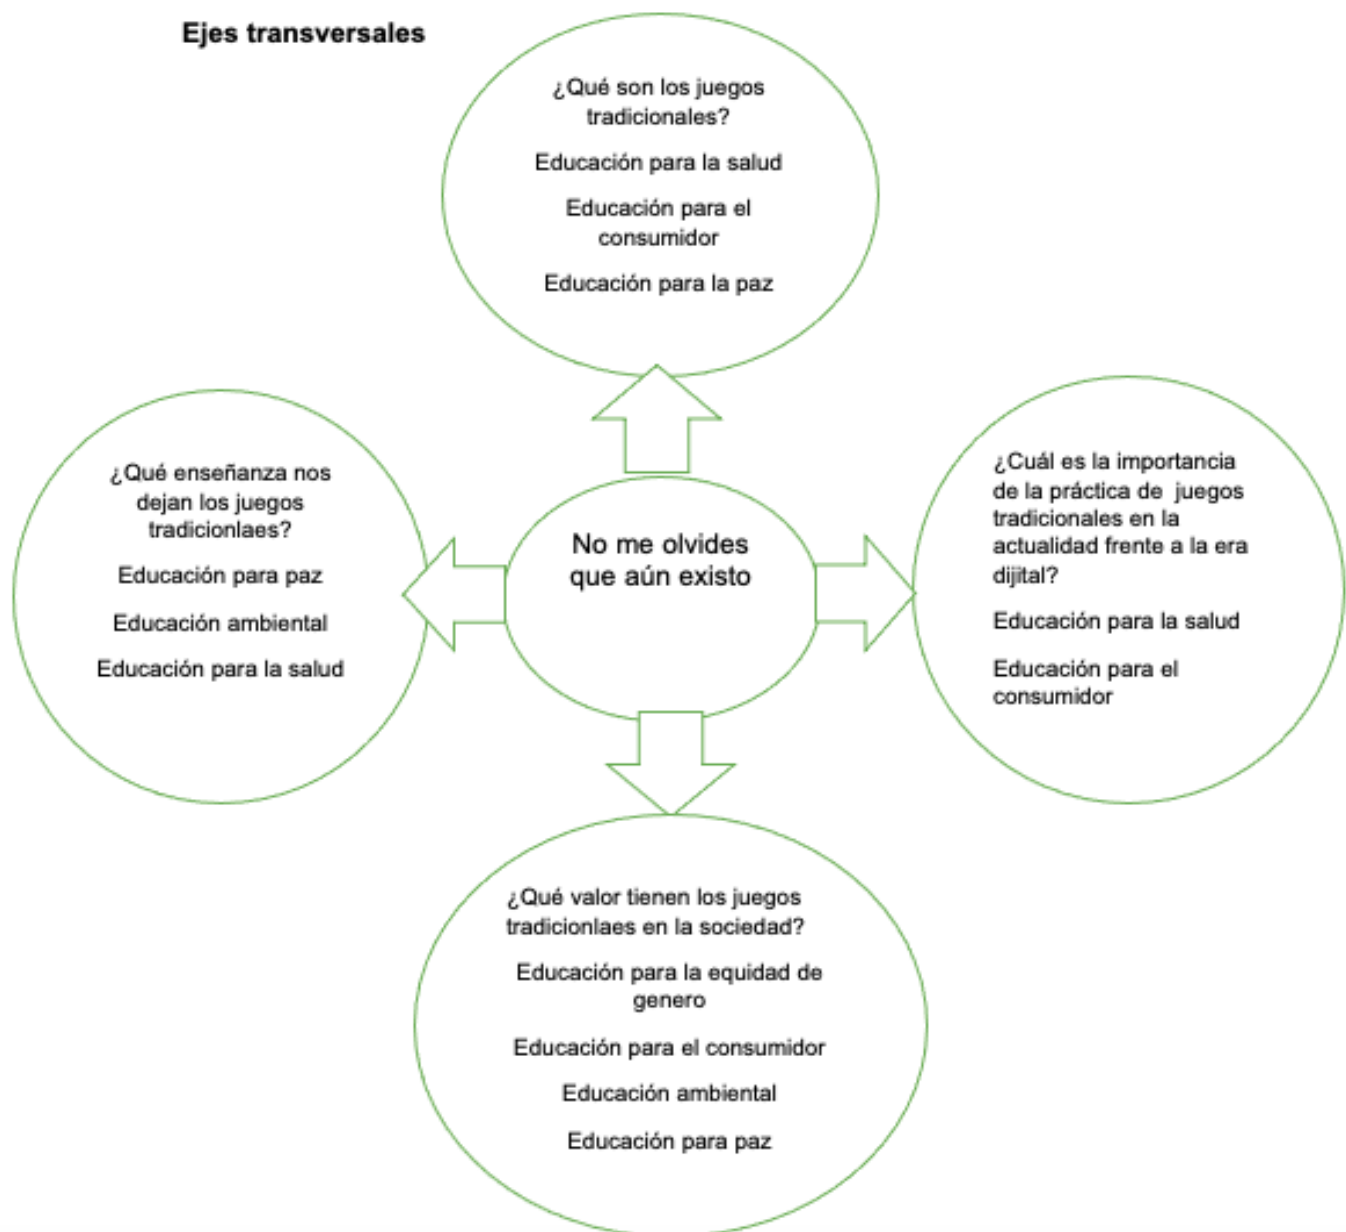 Ejes transversales
¿Qué son los juegos
tradicionales?
Educación para la salud
Educación para el
consumidor
Educación para la paz
¿Qué enseñanza nos
dejan los juegos
tradicionlaes?
Educación para paz
Educación ambiental
Educación para la salud
No me olvides
que aún existo
¿Cuál es la importancia
de la práctica de juegos
tradicionales en la
actualidad frente a la era
dijital?
Educación para la salud
Educación para el
consumidor
¿Qué valor tienen los juegos
tradicionlaes en la sociedad?
Educación para la equidad de
genero
Educación para el consumidor
Educación ambiental
Educación para paz